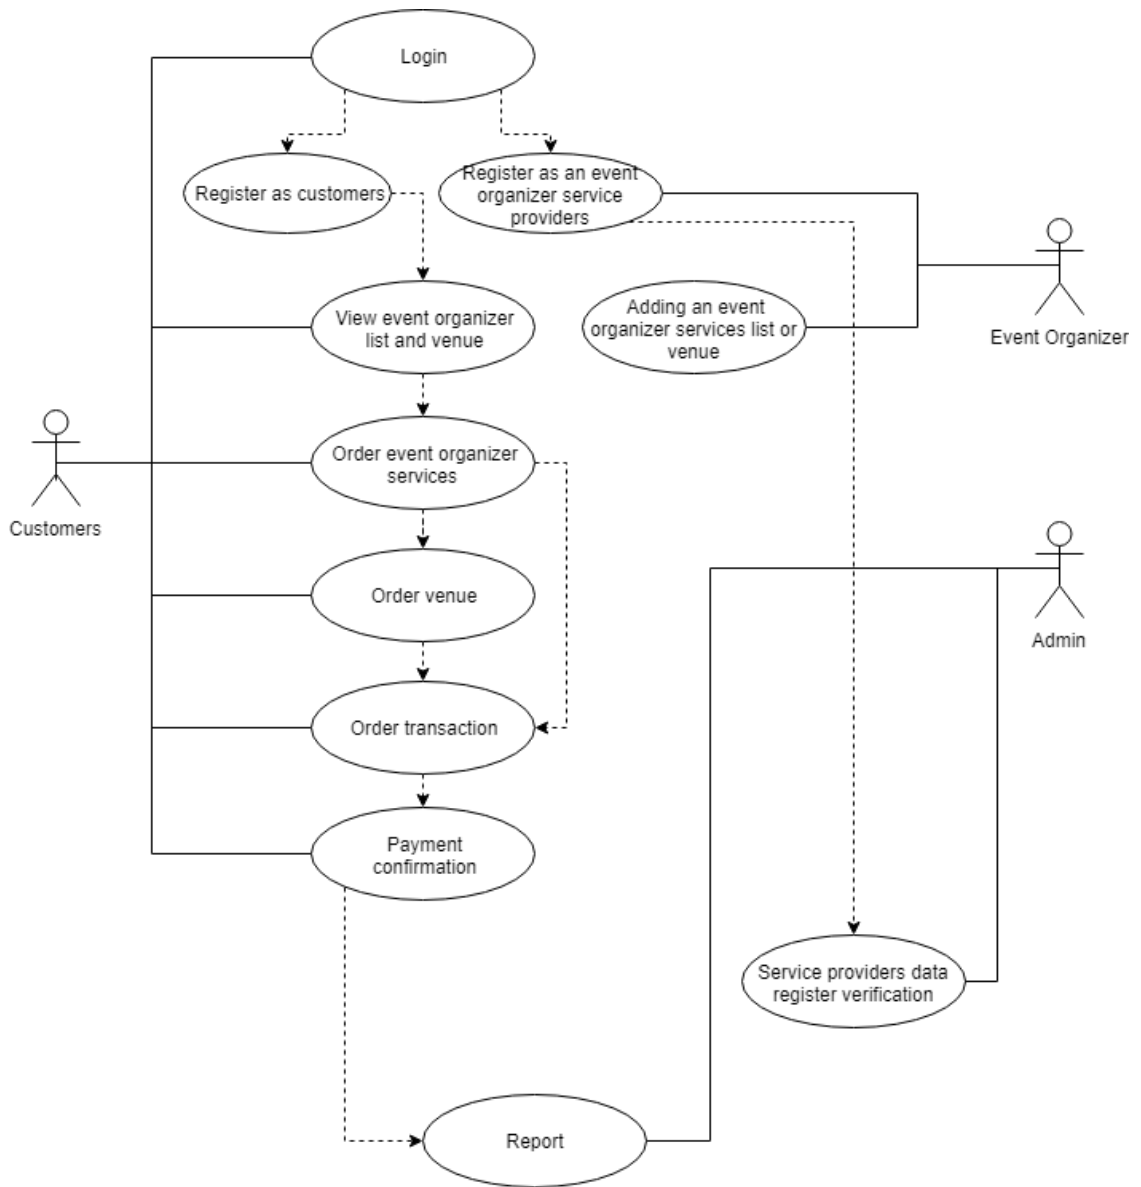 Login
Register as customers
Register as an event
organizer service
providers
View event organizer
list and venue
Adding an event
organizer services list or
venue
Event Organizer
Order event organizer
services
Customers
Order venue
Admin
Order transaction
Payment
confirmation
Service providers data
register verification
Report